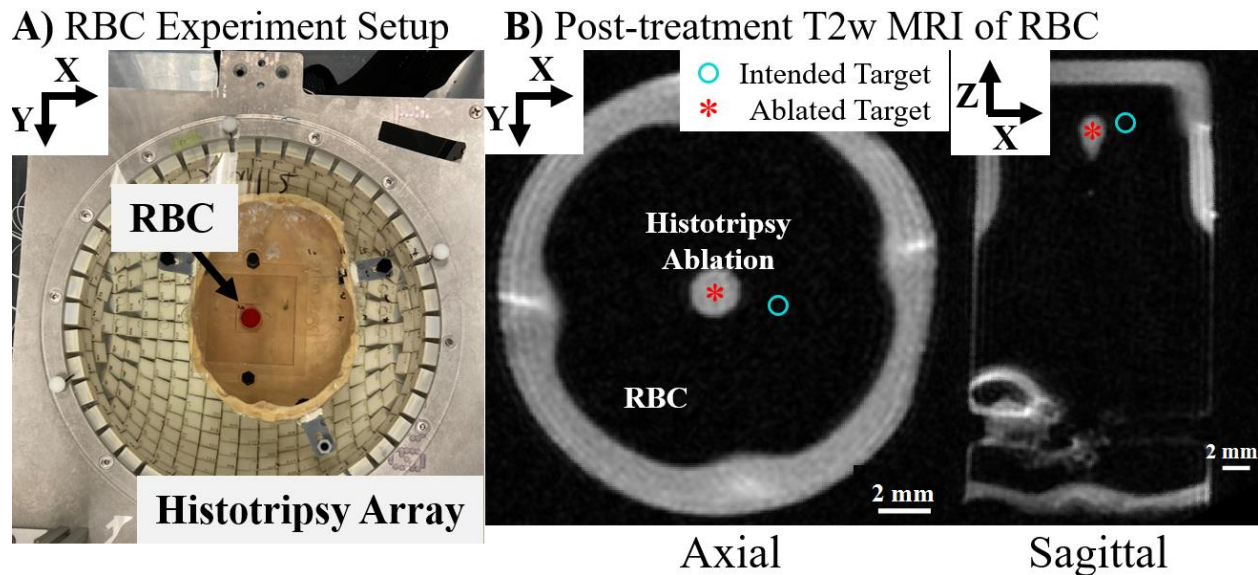 A) RBC Experiment Setup
B) Post-treatment T2w MRI of RBC
X
Y
RBC
Histotripsy Array
X
Y
Intended Target
* Ablated Target
Histotripsy
Ablation
*
RBC
2 mm
Axial
Z
X
*
2 mm
Sagittal